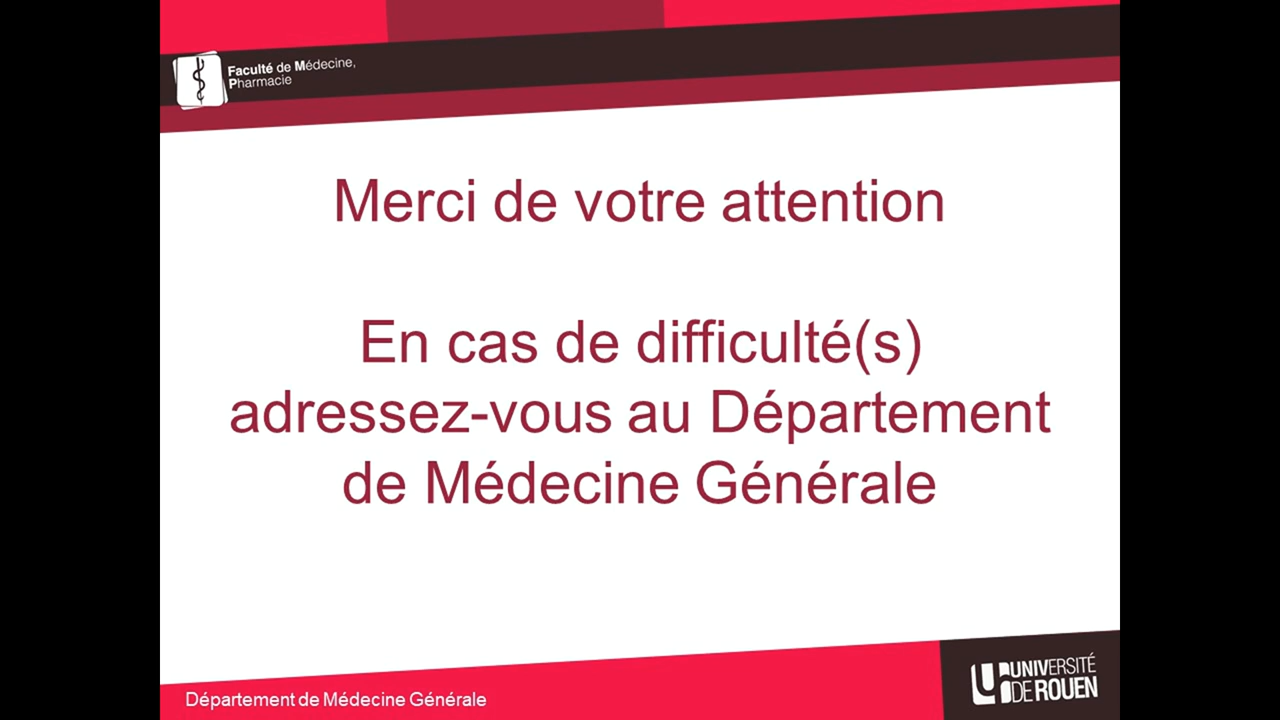 Faculté de Médecine,
Pharmacie
Merci de votre attention
En cas de difficulté(s)
adressez-vous au Département
de Médecine Générale
Département de Médecine Générale
UNIVERSITÉ
DE ROUEN